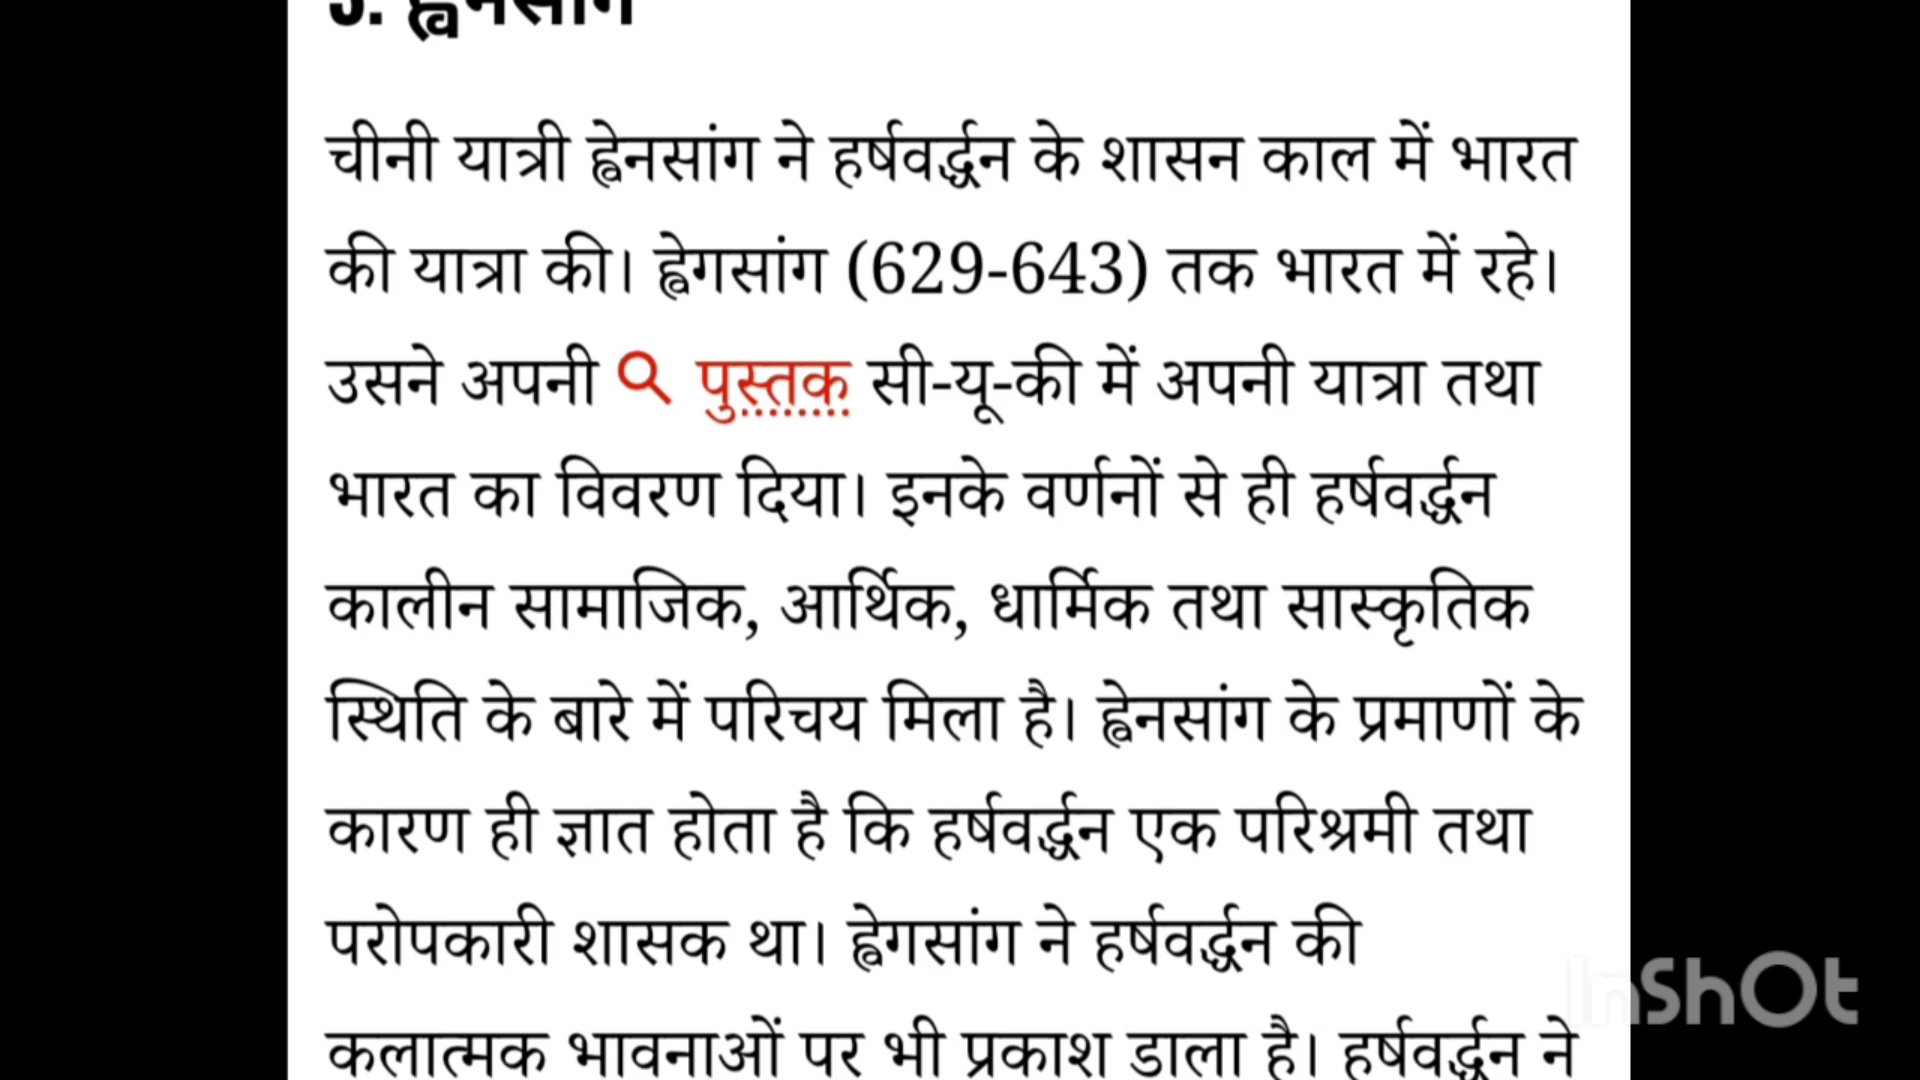 चीनी यात्री ह्वेनसांग ने हर्षवर्द्धन के शासन काल में भारत
की यात्रा की। ह्वेगसांग (629-643) तक भारत में रहे।
उसने अपनी पुस्तक सी-यू-की में अपनी यात्रा तथा
भारत का विवरण दिया। इनके वर्णनों से ही हर्षवर्द्धन
कालीन सामाजिक, आर्थिक, धार्मिक तथा सास्कृतिक
स्थिति के बारे में परिचय मिला है। ह्वेनसांग के प्रमाणों के
कारण ही ज्ञात होता है कि हर्षवर्द्धन एक परिश्रमी तथा
परोपकारी शासक था। ह्वेगसांग ने हर्षवर्द्धन की
कलात्मक भावनाओं पर भी प्रकाश डाला है। हर्षवर्द्धन ने
InShOt